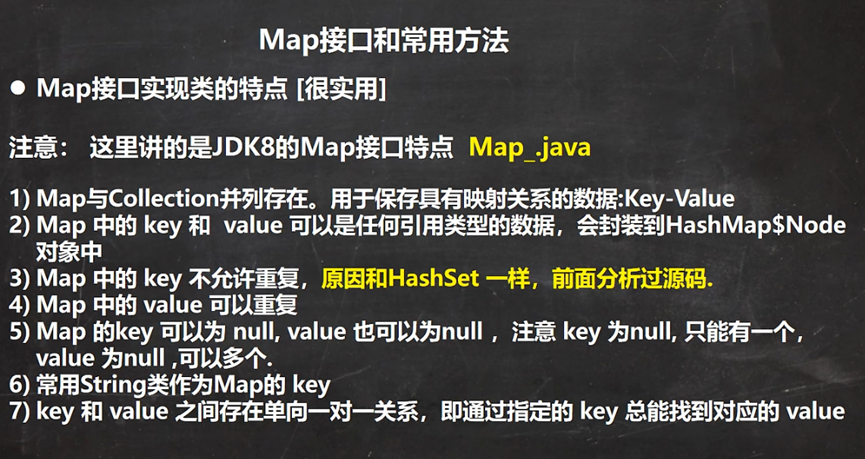 Map接口和常用方法
● Map接口实现类的特点 [很实用]
注意： 这里讲的是JDK8的Map接口特点 Map_.java
1) Map与Collection并列存在。用于保存具有映射关系的数据:Key-Value
2) Map 中的 key 和 value 可以是任何引用类型的数据，会封装到HashMap$Node
对象中
3) Map 中的 key 不允许重复，原因和HashSet 一样，前面分析过源码.
4) Map 中的 value 可以重复
5) Map 的key 可以为 null, value 也可以为null ，注意 key 为null, 只能有一个，
value 为null ,可以多个.
6) 常用String类作为Map的 key
7) key 和 value 之间存在单向一对一关系，即通过指定的 key 总能找到对应的 value